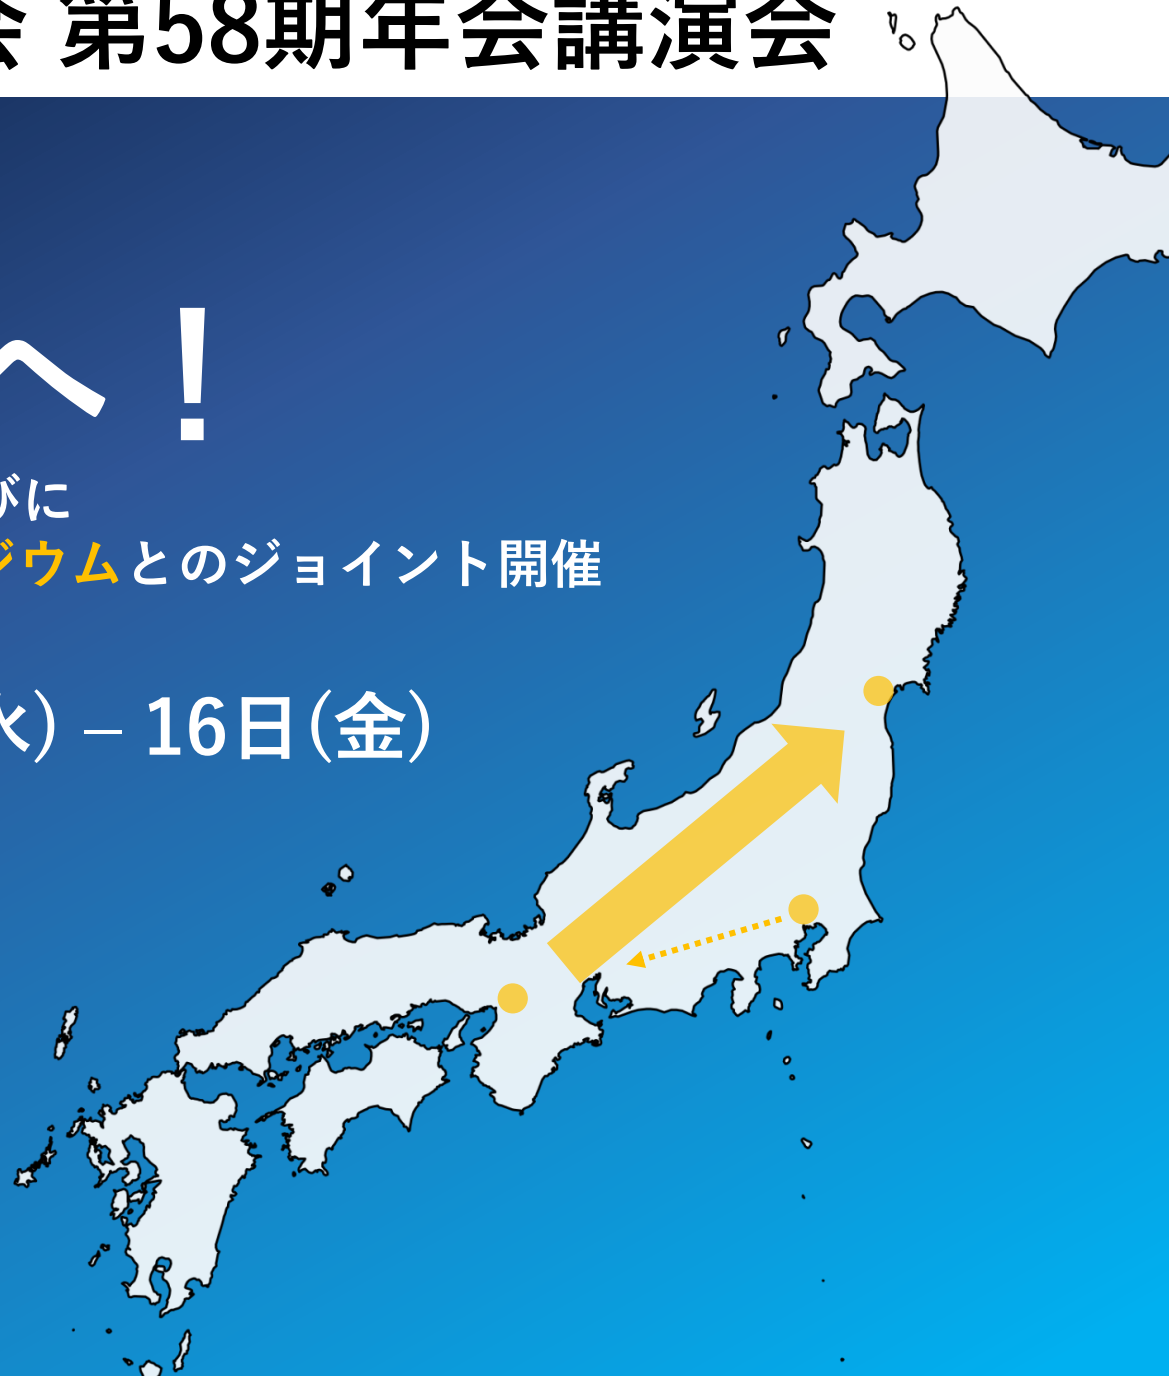 会 第58期年会講演会
へ！
びに
ジウムとのジョイント開催
水) – 16日(金)